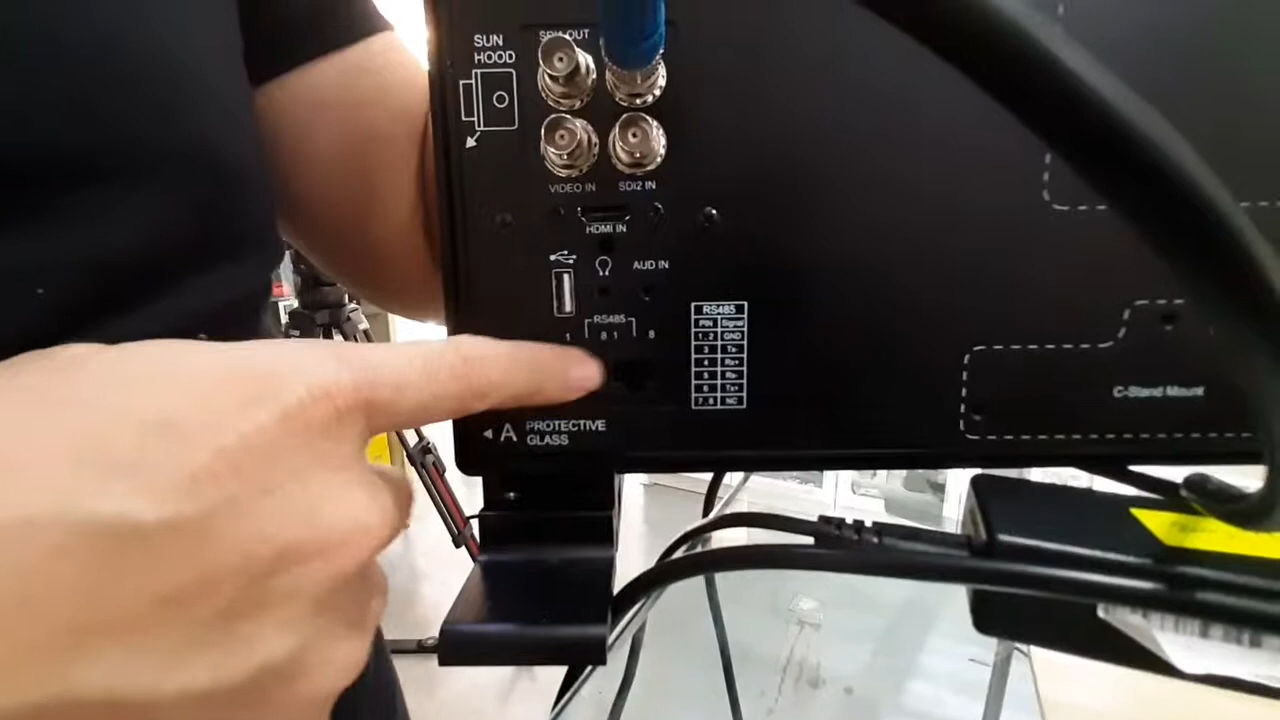 SUN
HOOD
OUT
VIDEO IN
SDI2 IN
HDMI IN
AUD IN
RS485
1
8 1
8
RS485
PIN Signal
1, 2 GND
3 Tx-
4 Rx+
5 Rx-
6 Tx+
7, 8 NC
A PROTECTIVE
GLASS
C-Stand Mount